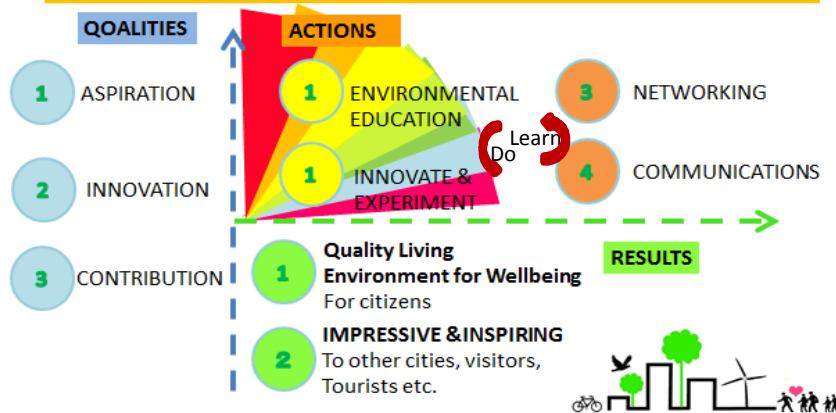 QOALITIES
1 ASPIRATION
2 INNOVATION
3 CONTRIBUTION
ACTIONS
1 ENVIRONMENTAL
EDUCATION
1 INNOVATE &
EXPERIMENT
Learn
Do
3 NETWORKING
4 COMMUNICATIONS
RESULTS
1 Quality Living
Environment for Wellbeing
For citizens
2 IMPRESSIVE &INSPIRING
To other cities, visitors,
Tourists etc.